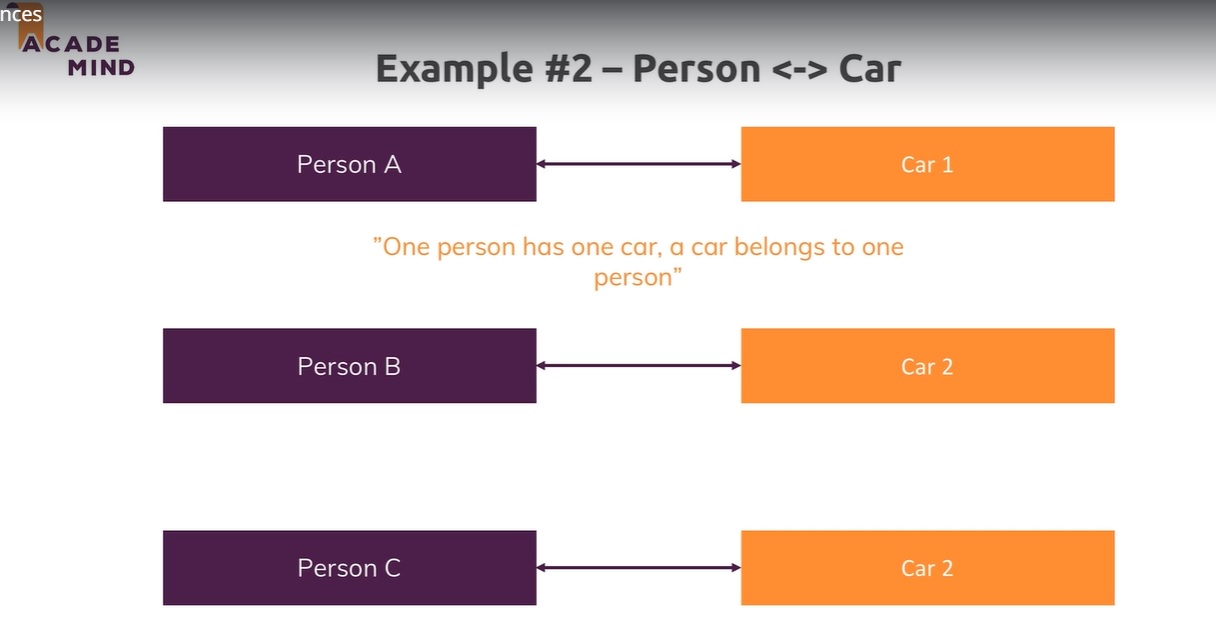 nces
ACADE
MIND
Example #2 – Person <-> Car
Person A
Car 1
”One person has one car, a car belongs to one
person”
Person B
Car 2
Person C
Car 2